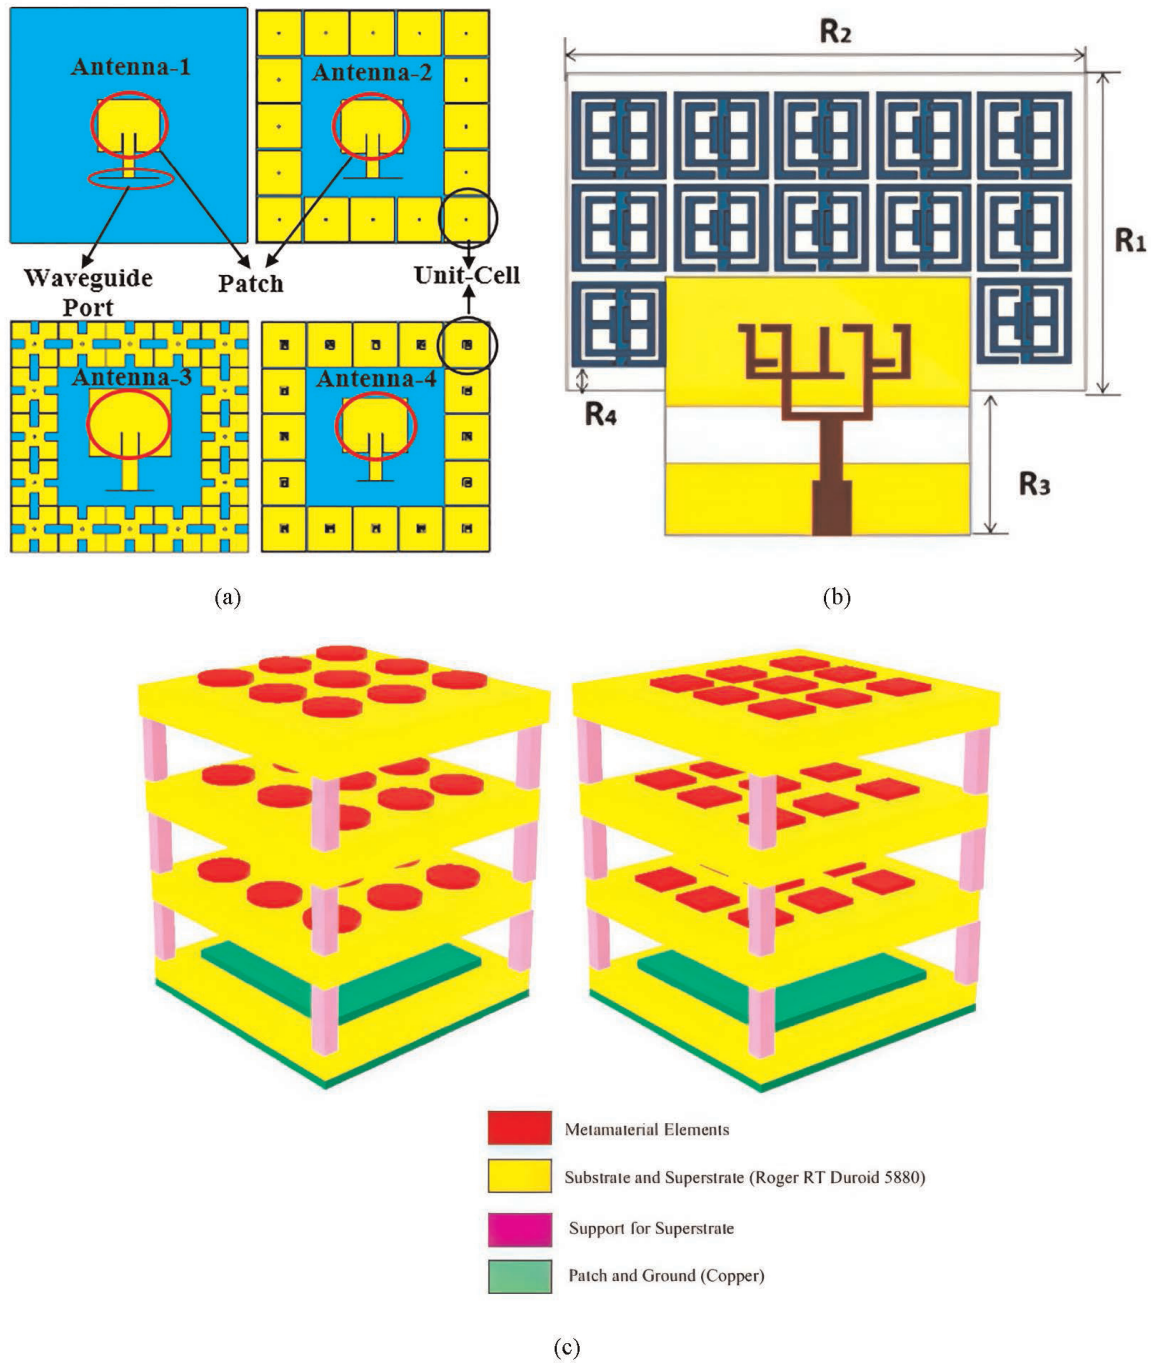 Antenna-1
Antenna-2
Waveguide
Port
Patch
Unit-Cell
Antenna-3
Antenna-4
(a)
R2
R1
R4
R3
(b)
Metamaterial Elements
Substrate and Superstrate (Roger RT Duroid 5880)
Support for Superstrate
Patch and Ground (Copper)
(c)